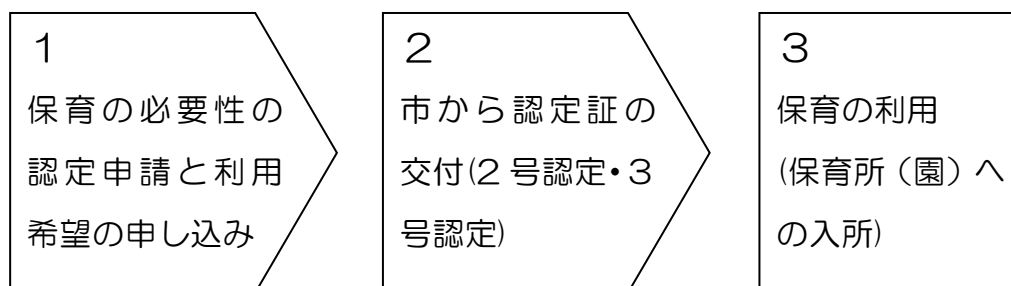 １
保育の必要性の
認定申請と利用
希望の申し込み
２
市から認定証の
交付(２号認定・３
号認定)
３
保育の利用
(保育所（園）へ
の入所)